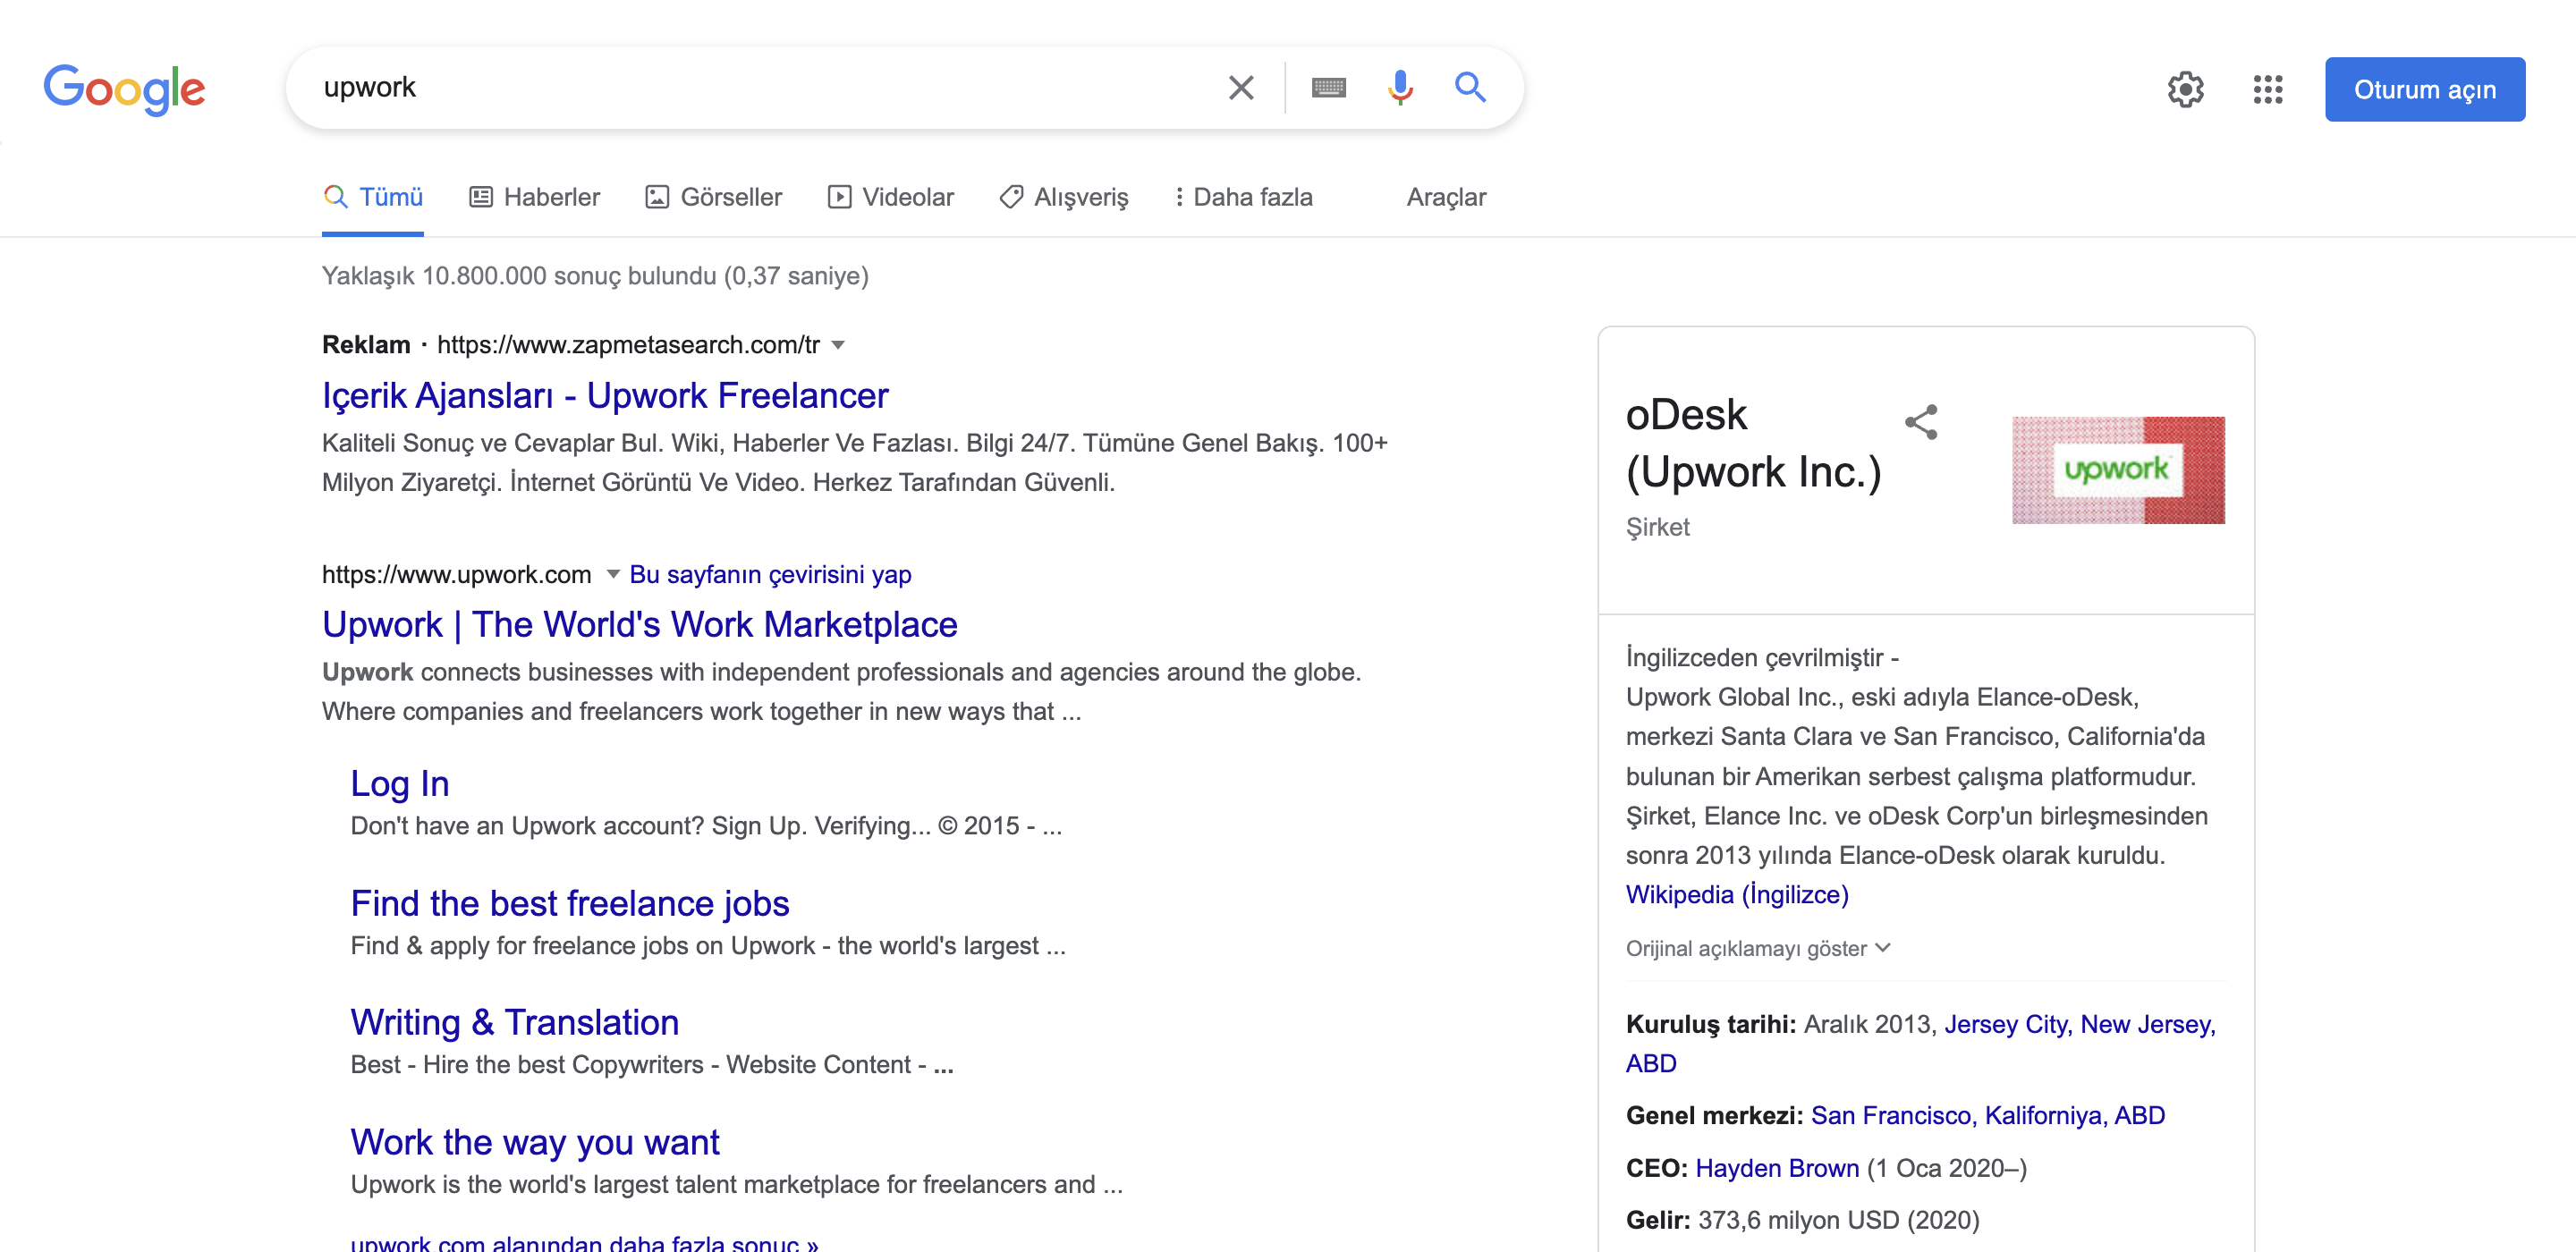 Google
upwork
Oturum açın
Tümü
Haberler
Görseller
Videolar
Alışveriş
Daha fazla
Araçlar
Yaklaşık 10.800.000 sonuç bulundu (0,37 saniye)
Reklam · https://www.zapmetasearch.com/tr
Içerik Ajansları - Upwork Freelancer
Kaliteli Sonuç ve Cevaplar Bul. Wiki, Haberler Ve Fazlası. Bilgi 24/7. Tümüne Genel Bakış. 100+
Milyon Ziyaretçi. İnternet Görüntü Ve Video. Herkez Tarafından Güvenli.
https://www.upwork.com Bu sayfanın çevirisini yap
Upwork | The World's Work Marketplace
Upwork connects businesses with independent professionals and agencies around the globe.
Where companies and freelancers work together in new ways that ...
Log In
Don't have an Upwork account? Sign Up. Verifying... © 2015 - ...
Find the best freelance jobs
Find & apply for freelance jobs on Upwork - the world's largest ...
Writing & Translation
Best - Hire the best Copywriters - Website Content - ...
Work the way you want
Upwork is the world's largest talent marketplace for freelancers and ...
upwork.com alanından daha fazla sonuç »
oDesk
(Upwork Inc.)
Şirket
upwork
İngilizceden çevrilmiştir -
Upwork Global Inc., eski adıyla Elance-oDesk,
merkezi Santa Clara ve San Francisco, California'da
bulunan bir Amerikan serbest çalışma platformudur.
Şirket, Elance Inc. ve oDesk Corp'un birleşmesinden
sonra 2013 yılında Elance-oDesk olarak kuruldu.
Wikipedia (İngilizce)
Orijinal açıklamayı göster
Kuruluş tarihi: Aralık 2013, Jersey City, New Jersey,
ABD
Genel merkezi: San Francisco, Kaliforniya, ABD
CEO: Hayden Brown (1 Oca 2020–)
Gelir: 373,6 milyon USD (2020)